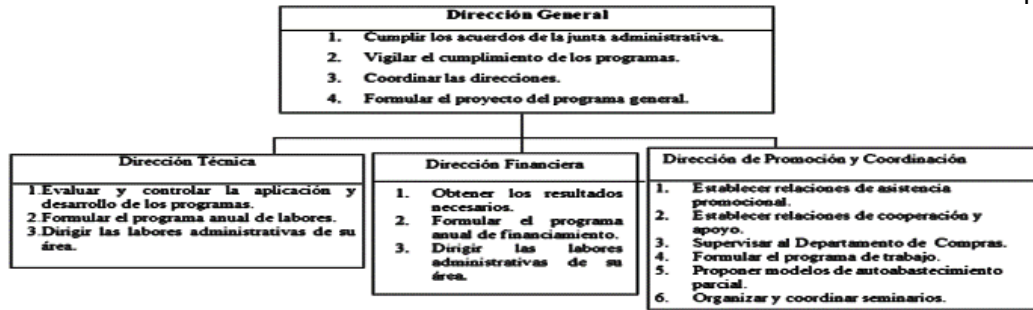 Dirección General
1. Cumplir los acuerdos de la junta administrativa.
2. Vigilar el cumplimiento de los programas.
3. Coordinar las direcciones.
4. Formular el proyecto del programa general.
Dirección Técnica
1.Evaluar y controlar la aplicación y
desarrollo de los programas.
2.Formular el programa anual de labores.
3.Dirigir las labores administrativas de su
área.
Dirección Financiera
1. Obtener los resultados
necesarios.
2. Formular el programa
anual de financiamiento.
3. Dirigir las labores
administrativas de su
área.
Dirección de Promoción y Coordinación
1. Establecer relaciones de asistencia
promocional.
2. Establecer relaciones de cooperación y
apoyo.
3. Supervisar al Departamento de Compras.
4. Formular el programa de trabajo.
5. Proponer modelos de autoabastecimiento
parcial.
6. Organizar y coordinar seminarios.